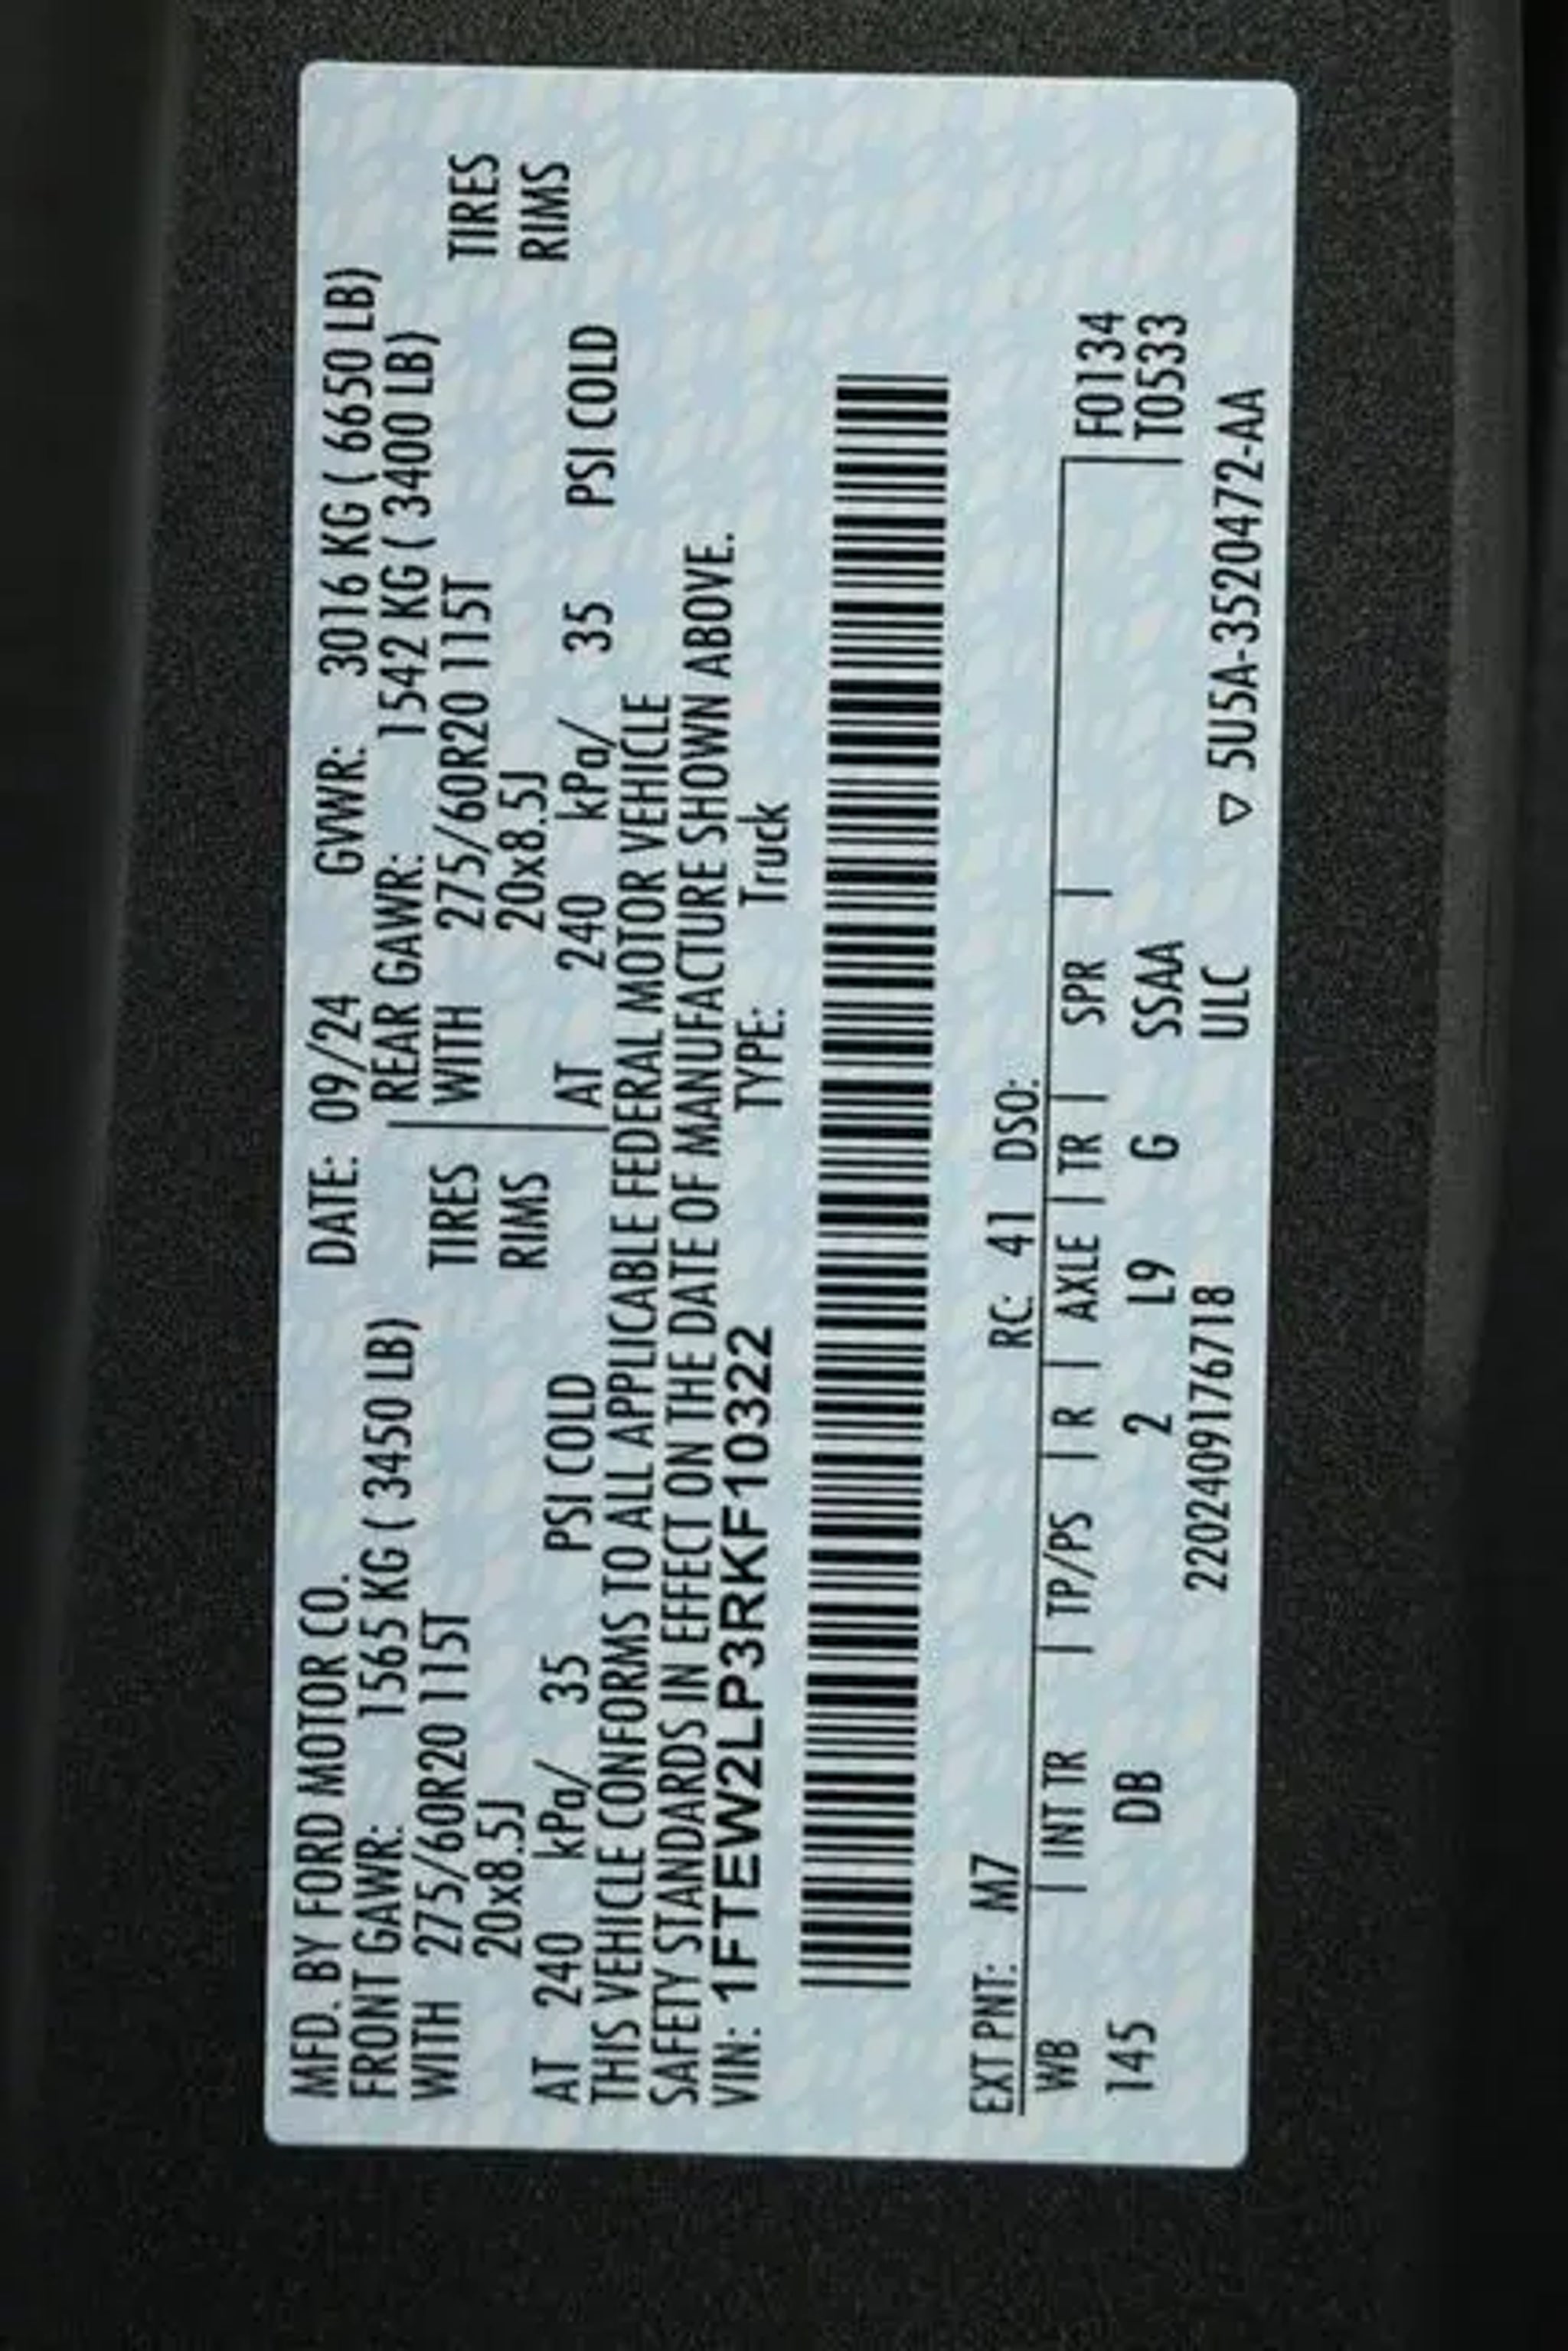 MFD. BY FORD MOTOR CO. DATE: 09/24 GVWR: 3016 KG ( 6650 LB)
FRONT GAWR: 1565 KG ( 3450 LB) REAR GAWR: 1542 KG ( 3400 LB)
WITH 275/60R20 115T TIRES WITH 275/60R20 115T TIRES
20x8.5J RIMS 20x8.5J RIMS
AT 240 kPa/ 35 PSI COLD AT 240 kPa/ 35 PSI COLD
THIS VEHICLE CONFORMS TO ALL APPLICABLE FEDERAL MOTOR VEHICLE
SAFETY STANDARDS IN EFFECT ON THE DATE OF MANUFACTURE SHOWN ABOVE.
VIN: 1FTEW2LP3RKF10322 TYPE: Truck
EXT PNT: M7 RC: 41 DSO:
WB | INT TR | TP/PS | R | AXLE | TR | SPR | F0134
145 DB 2 L9 G SSAA T0533
2202409176718 ULC ▽ 5U5A-3520472-AA